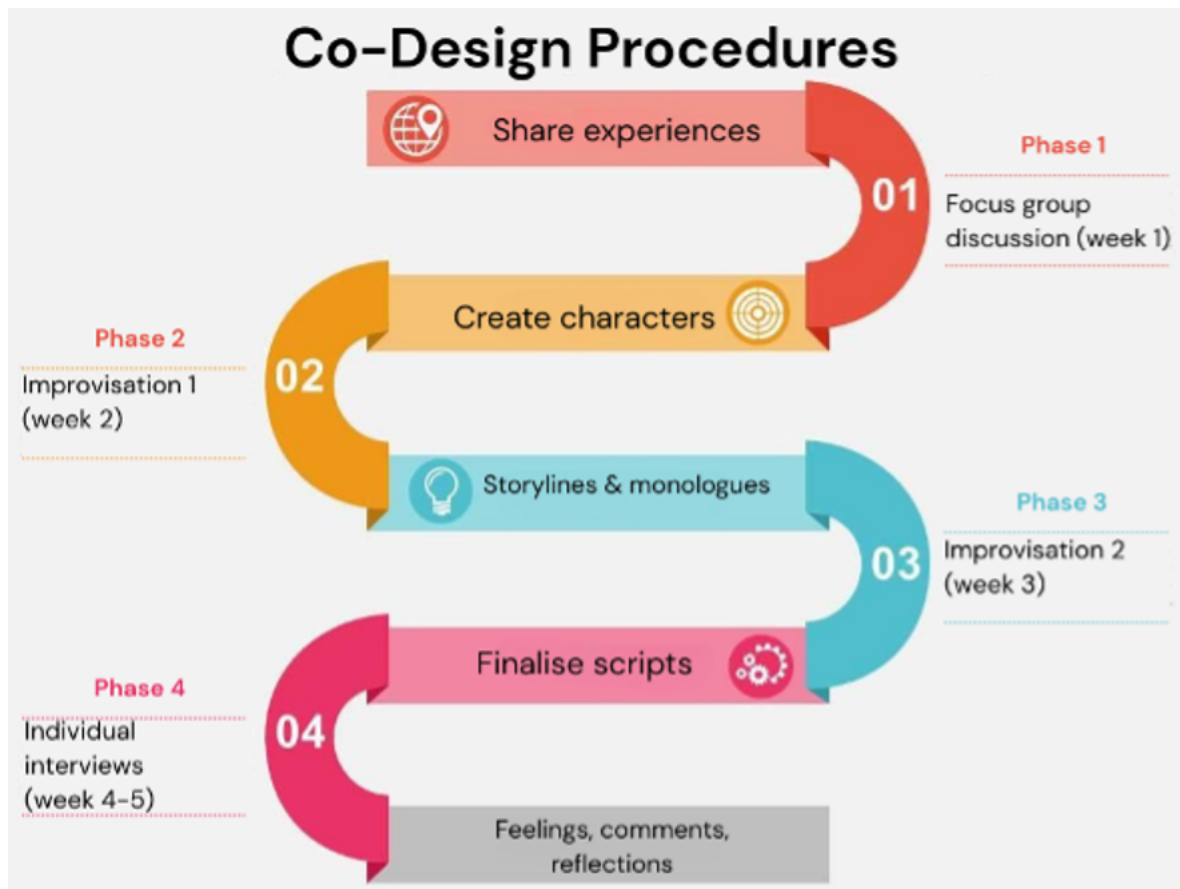 Co-Design Procedures
Share experiences
01
Phase 1
Focus group
discussion (week 1)
Create characters
Phase 2
02
Improvisation 1
(week 2)
Storylines & monologues
03
Phase 3
Improvisation 2
(week 3)
Finalise scripts
Phase 4
04
Individual
interviews
(week 4-5)
Feelings, comments,
reflections